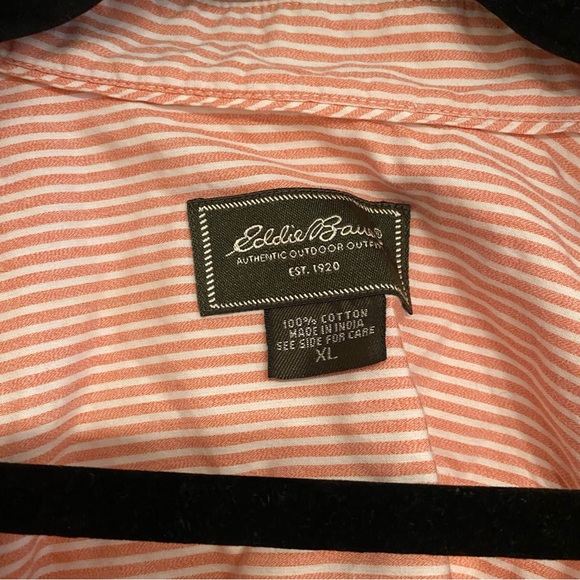 Eddie Bauer
AUTHENTIC OUTDOOR OUTFIT
EST. 1920
100% COTTON
MADE IN INDIA
SEE SIDE FOR CARE
XL